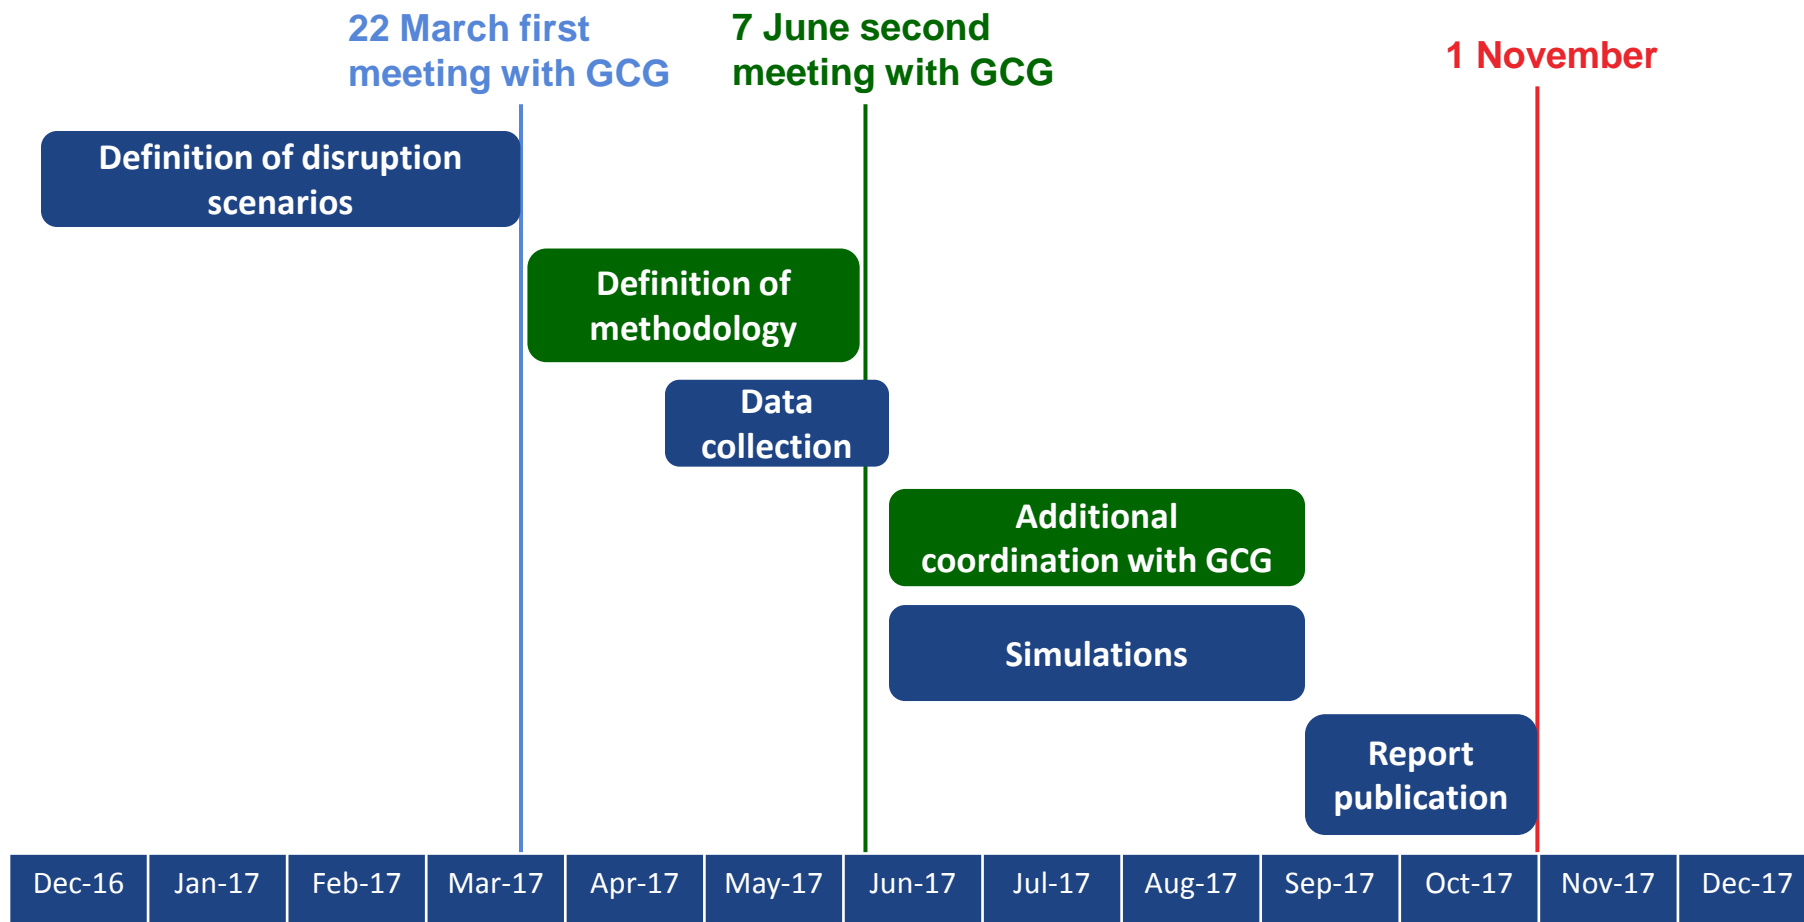 22 March first
meeting with GCG
7 June second
meeting with GCG
1 November
Definition of disruption
scenarios
Definition of
methodology
Data
collection
Additional
coordination with GCG
Simulations
Report
publication
Dec-16 Jan-17 Feb-17 Mar-17 Apr-17 May-17 Jun-17 Jul-17 Aug-17 Sep-17 Oct-17 Nov-17 Dec-17